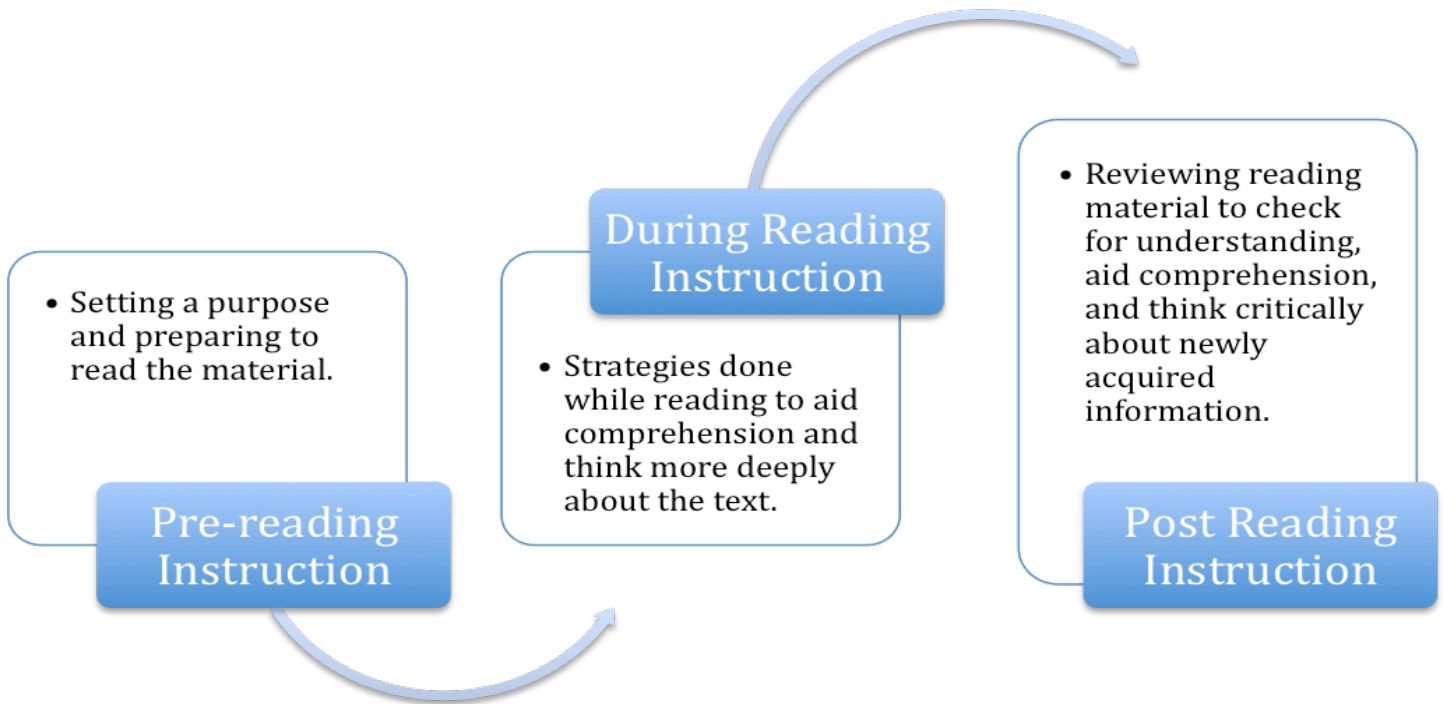 • Setting a purpose
and preparing to
read the material.
Pre-reading
Instruction
During Reading
Instruction
• Strategies done
while reading to aid
comprehension and
think more deeply
about the text.
• Reviewing reading
material to check
for understanding,
aid comprehension,
and think critically
about newly
acquired
information.
Post Reading
Instruction